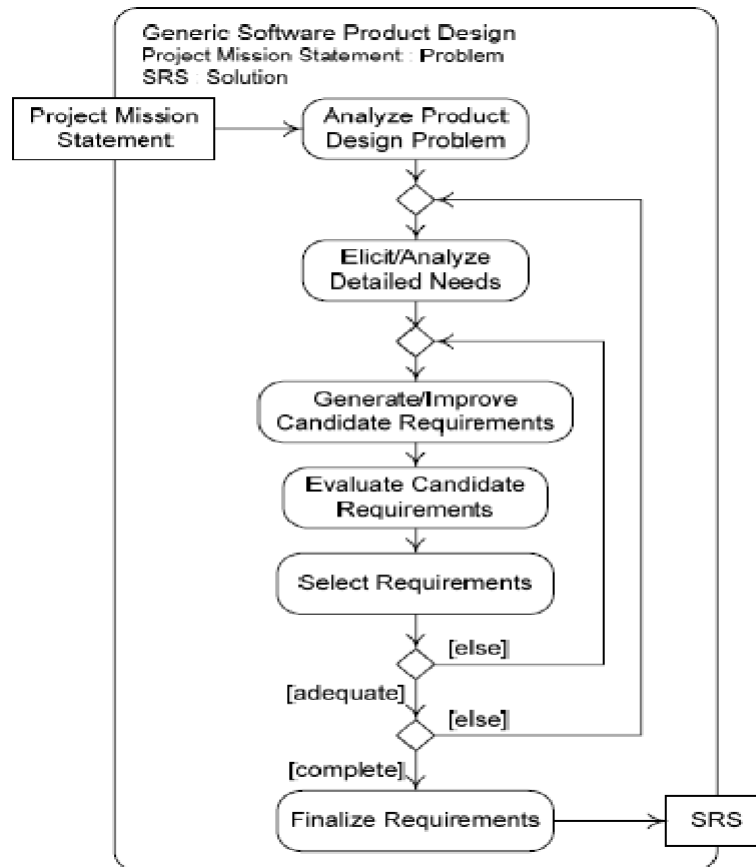 Generic Software Product Design
Project Mission Statement : Problem
SRS : Solution
Project Mission
Statement
Analyze Product
Design Problem
Elicit/Analyze
Detailed Needs
Generate/Improve
Candidate Requirements
Evaluate Candidate
Requirements
Select Requirements
[else]
[adequate]
[else]
[complete]
Finalize Requirements
SRS